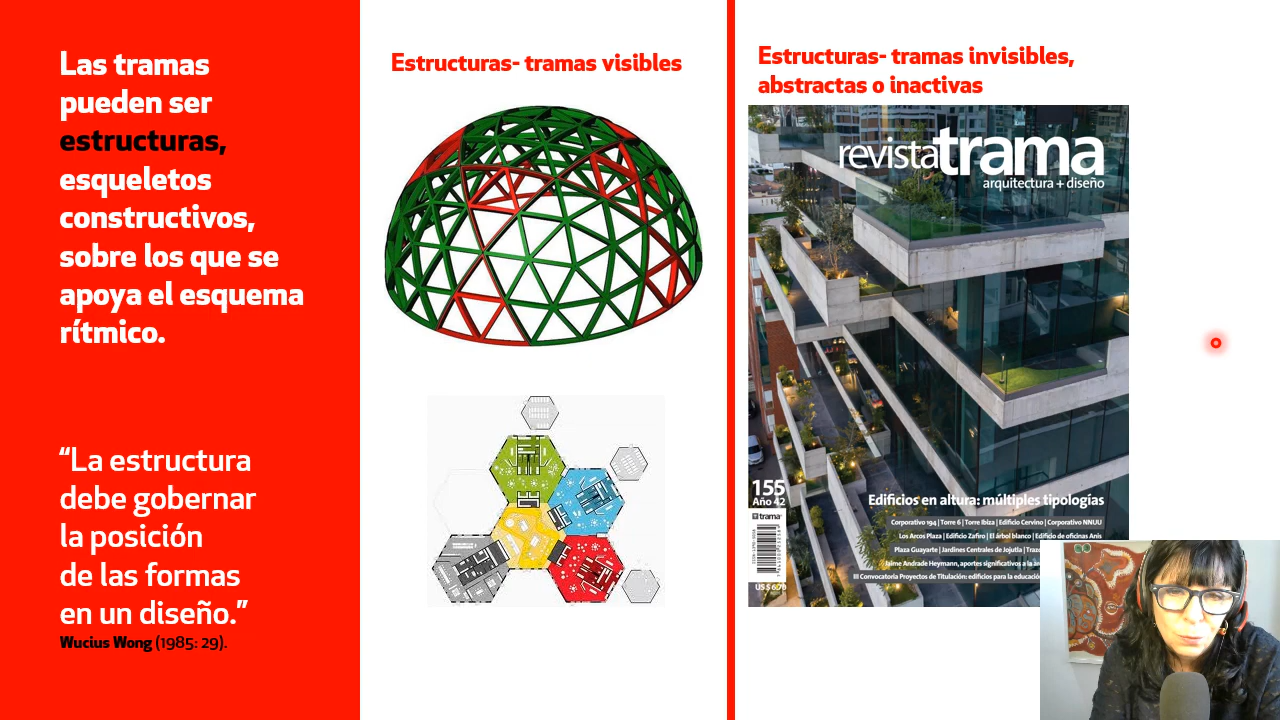 Las tramas
pueden ser
estructuras,
esqueletos
constructivos,
sobre los que se
apoya el esquema
rítmico.
“La estructura
debe gobernar
la posición
de las formas
en un diseño.”
Wucius Wong (1985: 29).
Estructuras- tramas visibles
Estructuras- tramas invisibles,
abstractas o inactivas
revistatrama
arquitectura + diseño
155
Año 42
trama
Edificios en altura: múltiples tipologías
Corporativo 194 | Torre 6 | Torre Ibiza | Edificio Cervino | Corporativo NNUU
Los Arcos Plaza | Edificio Zafiro | El árbol blanco | Edificio de oficinas Anis
Plaza Guayarte | Jardines Centrales de Jojutla |
Jaime Andrade Heymann, aportes significativos a la
III Convocatoria Proyectos de Titulación: edificios para la
US$ 6.70